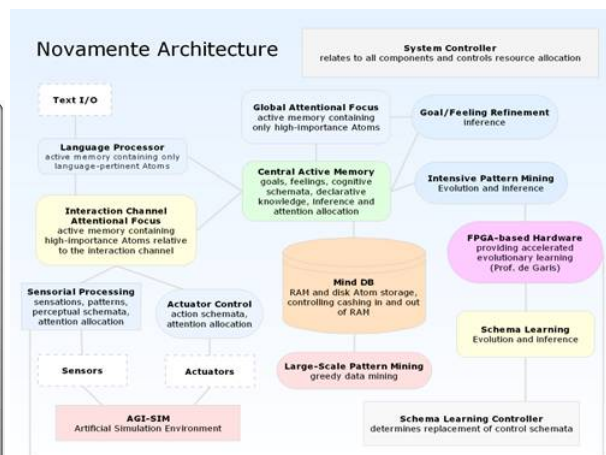 Novamente Architecture
System Controller
relates to all components and controls resource allocation
Text I/O
Global Attentional Focus
active memory containing
only high-importance Atoms
Goal/Feeling Refinement
inference
Language Processor
active memory containing only
language-pertinent Atoms
Central Active Memory
goals, feelings, cognitive
schemata, declarative
knowledge, inference and
attention allocation
Intensive Pattern Mining
Evolution and inference
Interaction Channel
Attentional Focus
active memory containing
high-importance Atoms relative
to the interaction channel
FPGA-based Hardware
providing accelerated
evolutionary learning
(Prof. de Garis)
Mind DB
RAM and disk Atom storage,
controlling cashing in and out
of RAM
Sensorial Processing
sensations, patterns,
perceptual schemata,
attention allocation
Actuator Control
action schemata,
attention allocation
Schema Learning
Evolution and inference
Sensors
Actuators
Large-Scale Pattern Mining
greedy data mining
AGI-SIM
Artificial Simulation Environment
Schema Learning Controller
determines replacement of control schemata